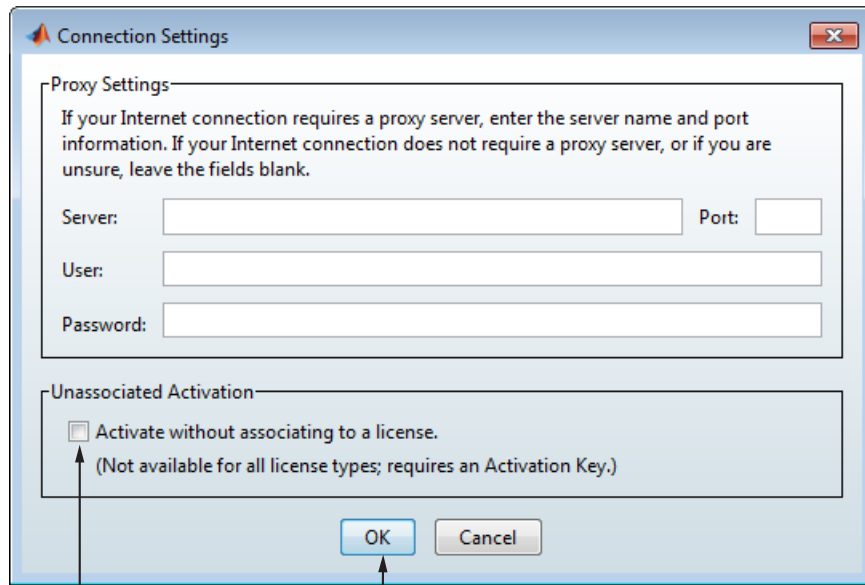 Connection Settings
Proxy Settings
If your Internet connection requires a proxy server, enter the server name and port
information. If your Internet connection does not require a proxy server, or if you are
unsure, leave the fields blank.
Server: Port:
User:
Password:
Unassociated Activation
Activate without associating to a license.
(Not available for all license types; requires an Activation Key.)
OK Cancel